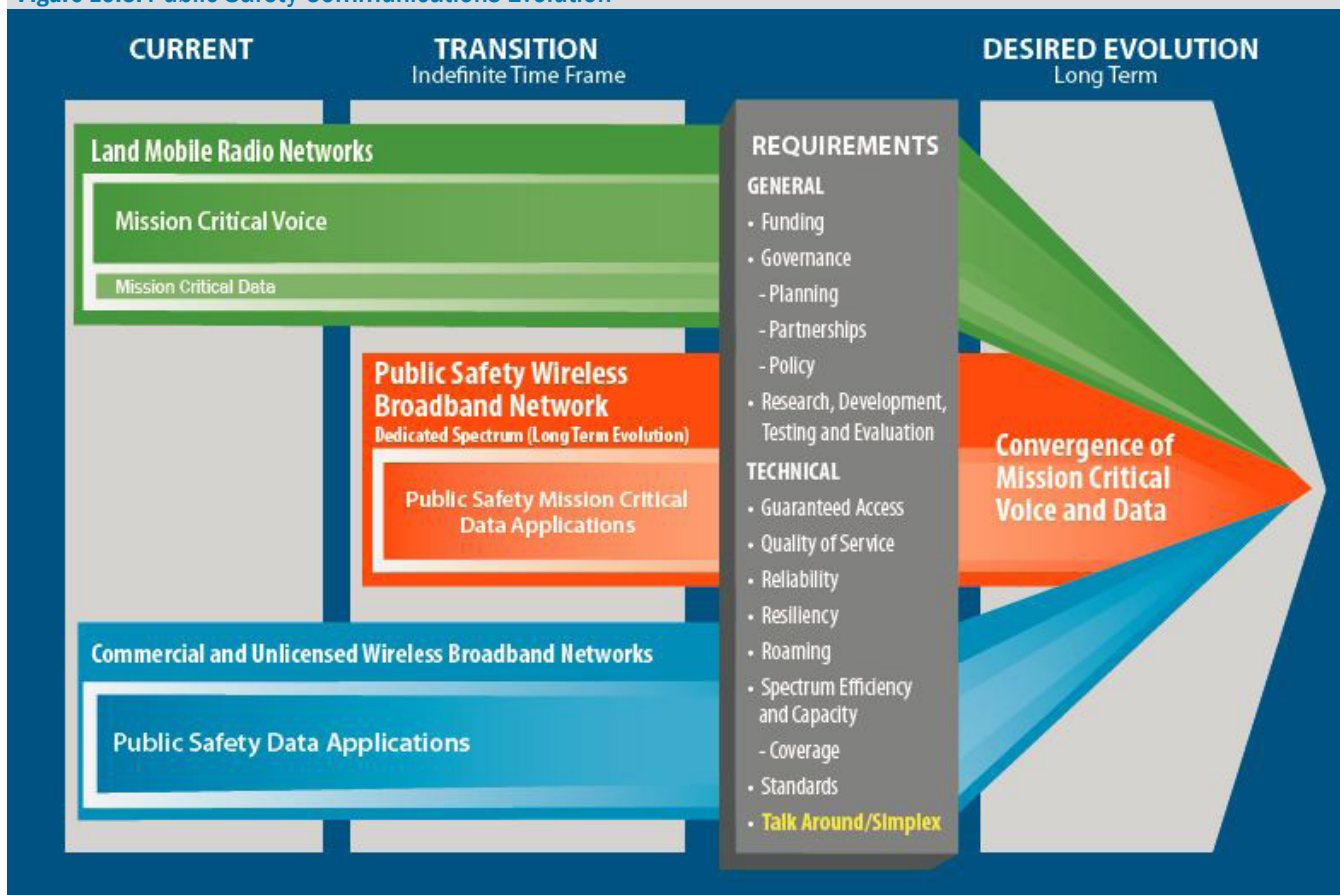 CURRENT
TRANSITION
Indefinite Time Frame
DESIRED EVOLUTION
Long Term
Land Mobile Radio Networks
Mission Critical Voice
Mission Critical Data
Public Safety Wireless
Broadband Network
Dedicated Spectrum (Long Term Evolution)
Public Safety Mission Critical
Data Applications
Commercial and Unlicensed Wireless Broadband Networks
Public Safety Data Applications
REQUIREMENTS
GENERAL
• Funding
• Governance
- Planning
- Partnerships
- Policy
• Research, Development,
Testing and Evaluation
TECHNICAL
• Guaranteed Access
• Quality of Service
• Reliability
• Resiliency
• Roaming
• Spectrum Efficiency
and Capacity
- Coverage
• Standards
• Talk Around/Simplex
Convergence of
Mission Critical
Voice and Data